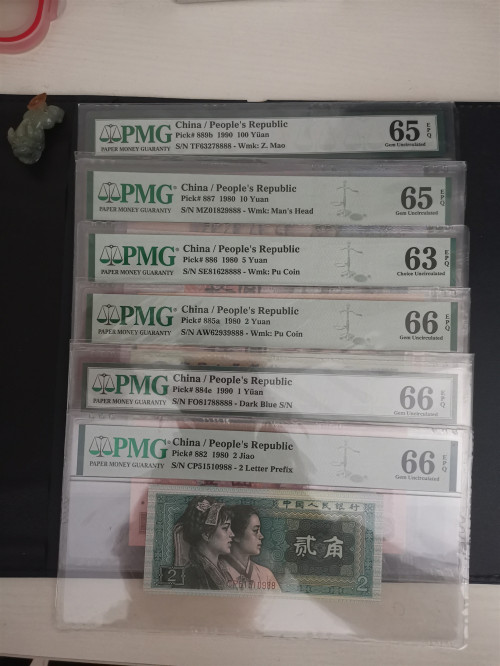 PMG
PAPER MONEY GUARANTY
China / People's Republic
Pick# 889b 1990 100 Yüan
S/N TF63278888 - Wmk: Z. Mao
65 EPQ
Gem Uncirculated
PMG
PAPER MONEY GUARANTY
China / People's Republic
Pick# 887 1980 10 Yuan
S/N MZ01829888 - Wmk: Man's Head
65 EPQ
Gem Uncirculated
PMG
PAPER MONEY GUARANTY
China / People's Republic
Pick# 886 1980 5 Yuan
S/N SE81628888 - Wmk: Pu Coin
63 EPQ
Choice Uncirculated
PMG
PAPER MONEY GUARANTY
China / People's Republic
Pick# 885a 1980 2 Yuan
S/N AW62939888 - Wmk: Pu Coin
66 EPQ
Gem Uncirculated
PMG
PAPER MONEY GUARANTY
China / People's Republic
Pick# 884e 1990 1 Yüan
S/N FO81788888 - Dark Blue S/N
66 EPQ
Gem Uncirculated
PMG
PAPER MONEY GUARANTY
China / People's Republic
Pick# 882 1980 2 Jiao
S/N CP51510988 - 2 Letter Prefix
66 EPQ
Gem Uncirculated
中国人民银行
贰角
2
CP51510988
2